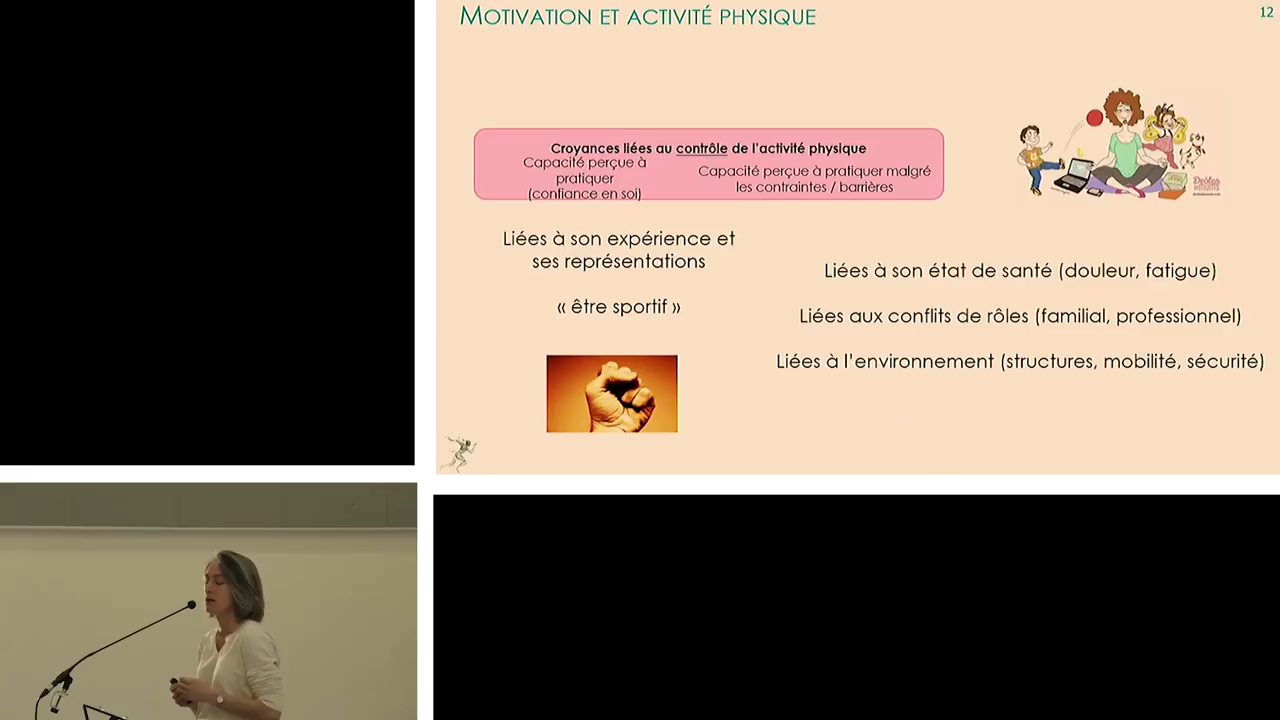 MOTIVATION ET ACTIVITÉ PHYSIQUE
12
Croyances liées au contrôle de l'activité physique
Capacité perçue à
pratiquer
(confiance en soi)
Capacité perçue à pratiquer malgré
les contraintes / barrières
Liées à son expérience et
ses représentations
« être sportif »
Liées à son état de santé (douleur, fatigue)
Liées aux conflits de rôles (familial, professionnel)
Liées à l'environnement (structures, mobilité, sécurité)